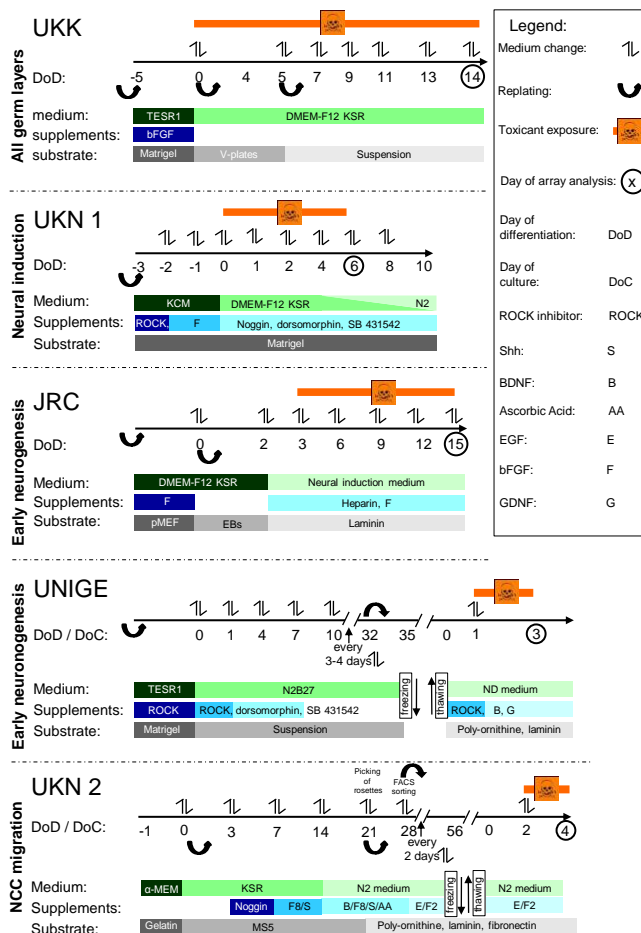 UKK
DoD: -5 0 4 5 7 9 11 13 14
All germ layers
medium: TESR1 DMEM-F12 KSR
supplements: bFGF
substrate: Matrigel V-plates Suspension
UKN 1
DoD: -3 -2 -1 0 1 2 4 6 8 10
Neural induction
Medium: KCM DMEM-F12 KSR N2
Supplements: ROCK, F Noggin, dorsomorphin, SB 431542
Substrate: Matrigel
JRC
DoD: 0 2 3 6 9 12 15
Early neurogenesis
Medium: DMEM-F12 KSR Neural induction medium
Supplements: F Heparin, F
Substrate: pMEF EBs Laminin
UNIGE
DoD / DoC: 0 1 4 7 10 32 35 0 1 3
every
3-4 days
Early neuronogenesis
Medium: TESR1 N2B27 freezing thawing ND medium
Supplements: ROCK ROCK, dorsomorphin, SB 431542 ROCK, B, G
Substrate: Matrigel Suspension Poly-ornithine, laminin
UKN 2
Picking
of rosettes
FACS
sorting
DoD / DoC: -1 0 3 7 14 21 28 56 0 2 4
every
2 days
NCC migration
Medium: α-MEM KSR N2 medium freezing thawing N2 medium
Supplements: Noggin F8/S B/F8/S/AA E/F2 E/F2
Substrate: Gelatin MS5 Poly-ornithine, laminin, fibronectin
Legend:
Medium change:
Replating:
Toxicant exposure:
Day of array analysis: x
Day of
differentiation: DoD
Day of
culture: DoC
ROCK inhibitor: ROCK
Shh: S
BDNF: B
Ascorbic Acid: AA
EGF: E
bFGF: F
GDNF: G